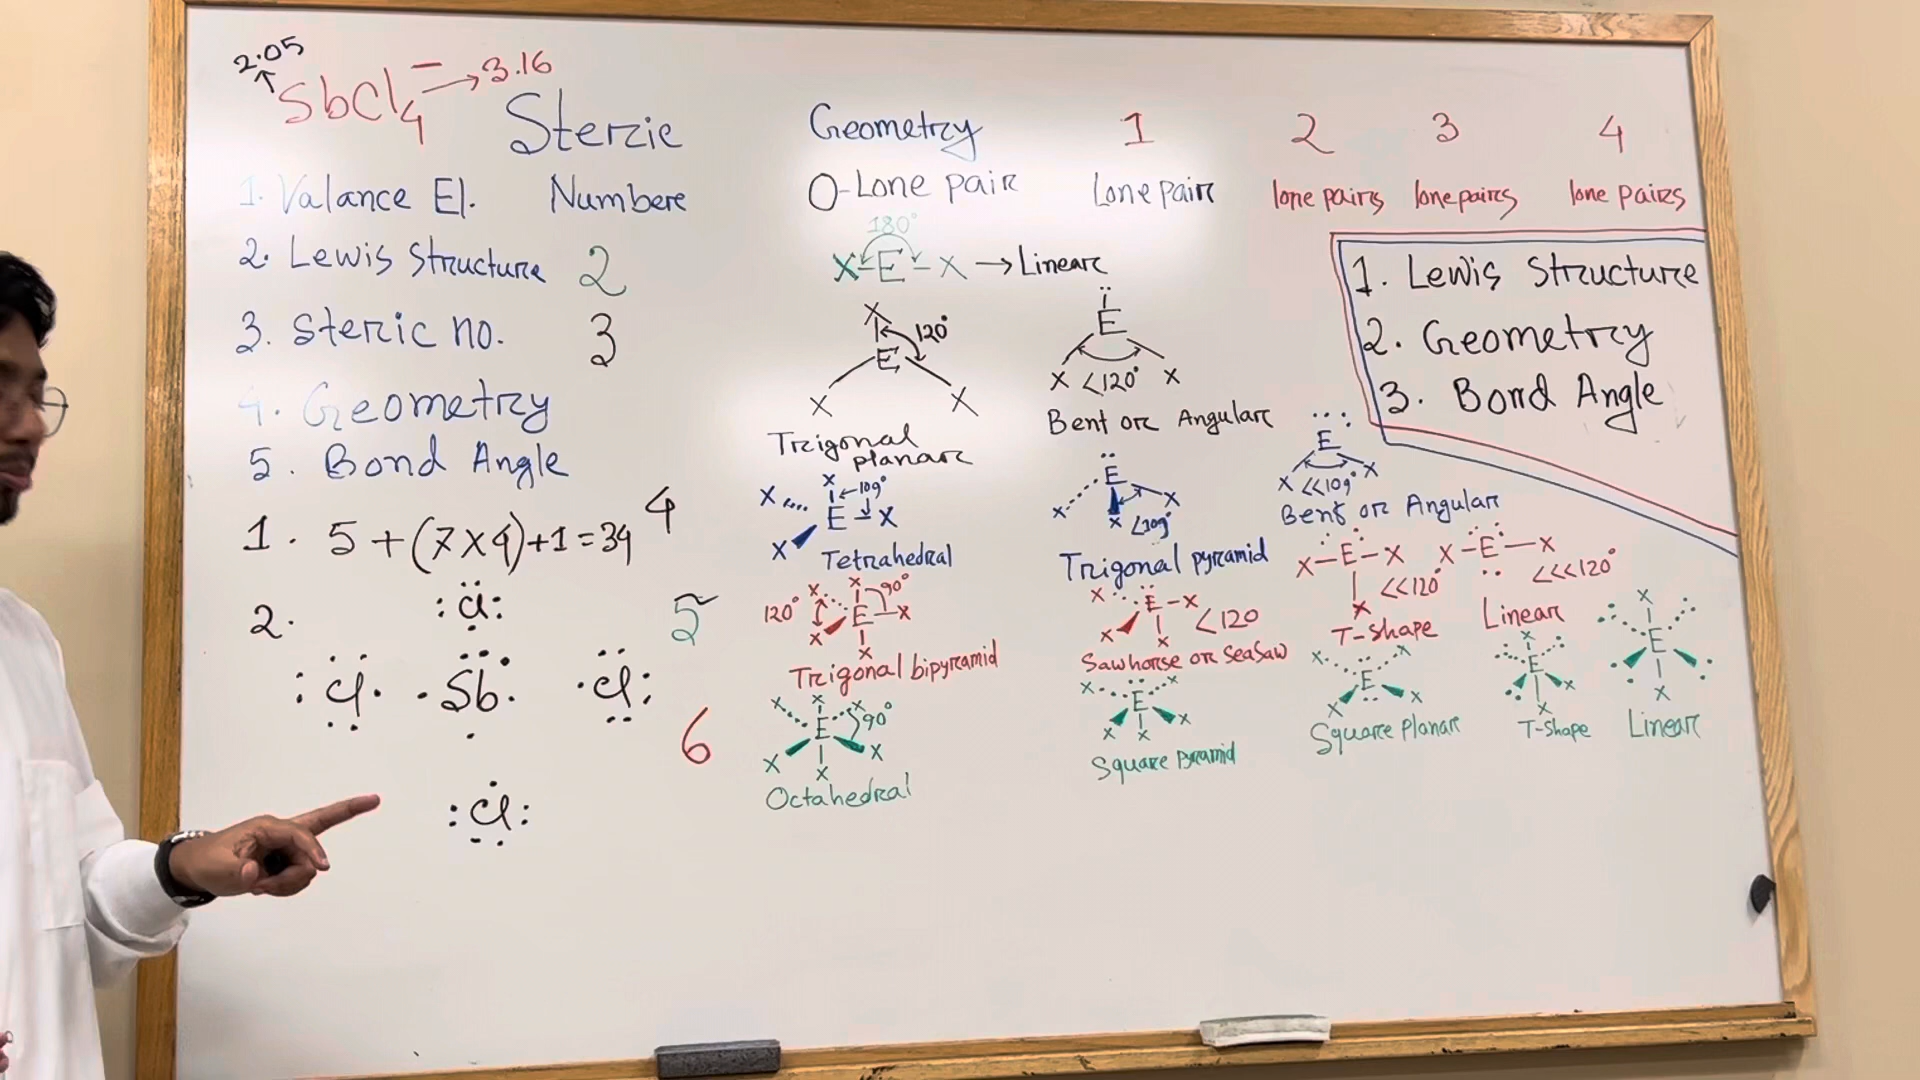 2.05
SbCl4⁻ → 3.16
Sterzic
Numbere
1. Valance El.
2. Lewis Structure
3. Steric no.
4. Geometry
5. Bond Angle
1. 5 + (7x4)+1=34
2.
:Cl:
:Cl· ·Sb· ·Cl:
:Cl:
2
3
4
5
6
Geometry
0-Lone pair
1
Lone pair
2
lone pairs
3
lone pairs
4
lone pairs
180°
X-E-X → Linear
X
E 120°
X X
Trigonal
planar
E
X <120° X
Bent or Angular
X X 109°
E X
X
Tetrahedral
E
X X X <109°
Trigonal pyramid
E
X <<109° X
Bent or Angular
120° X X 90°
E-X
X X
Trigonal bipyramid
X E-X
X X <120
Sawhorse or SeaSaw
X-E-X
X <<120°
T-Shape
X-E-X
<<<120°
Linear
X X X
E 90°
X X X
Octahedral
X X
E
X X X
Square pyramid
X X
E
X X
Square Planar
X
E X
X
T-Shape
X
E
X
Linear
1. Lewis Structure
2. Geometry
3. Bond Angle